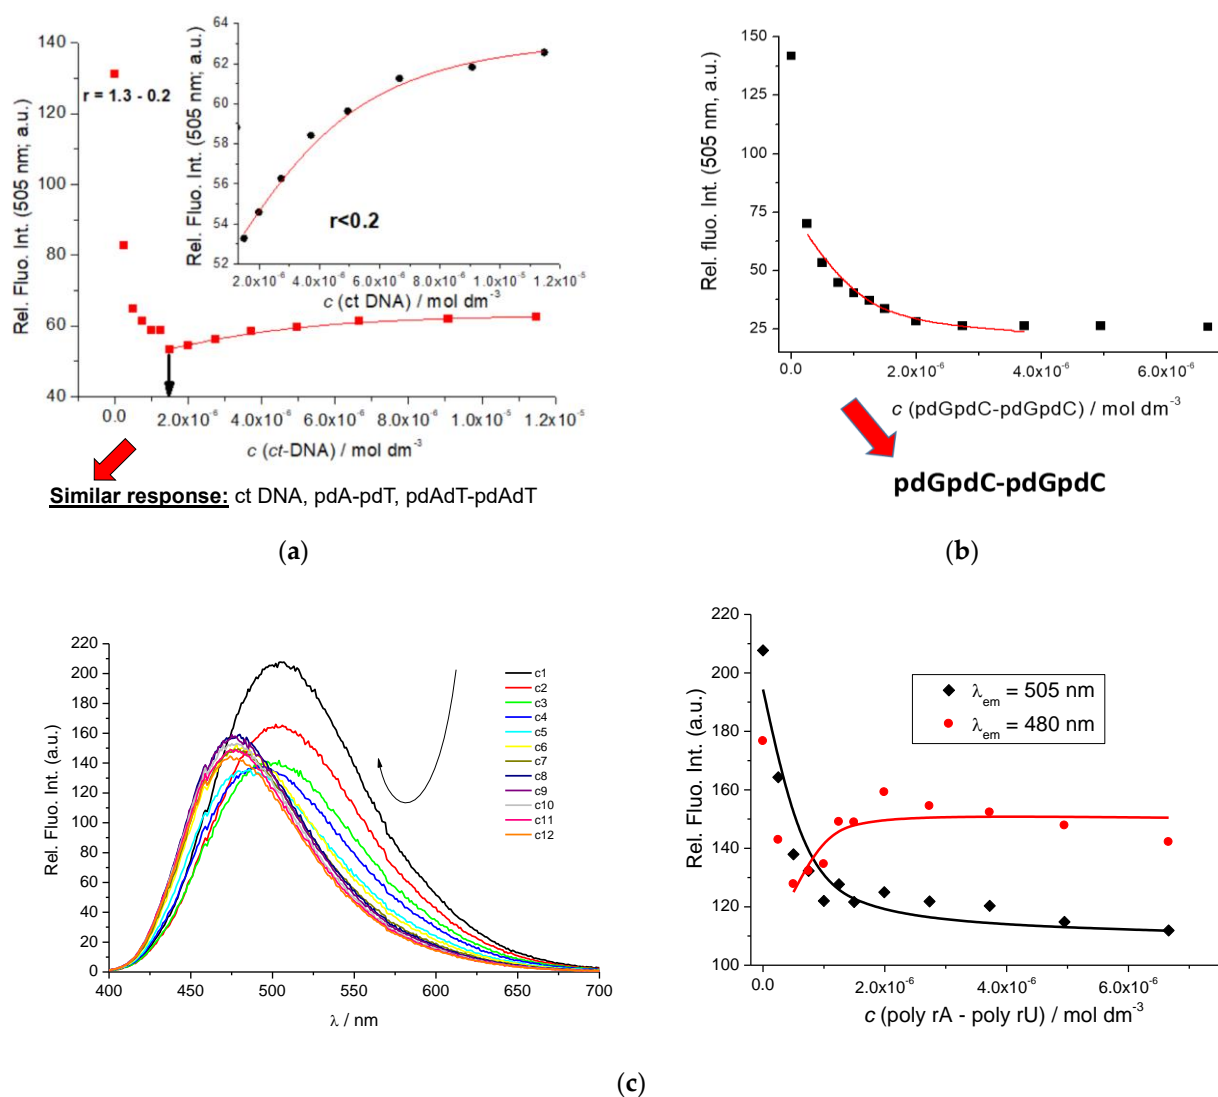 140
120
100
80
60
40
Rel. Fluo. Int. (505 nm; a.u.)
r = 1.3 - 0.2
0.0 2.0x10⁻⁶ 4.0x10⁻⁶ 6.0x10⁻⁶ 8.0x10⁻⁶ 1.0x10⁻⁵ 1.2x10⁻⁵
c (ct-DNA) / mol dm⁻³
64
62
60
58
56
54
52
Rel. Fluo. Int. (505 nm; a.u.)
r<0.2
2.0x10⁻⁶ 4.0x10⁻⁶ 6.0x10⁻⁶ 8.0x10⁻⁶ 1.0x10⁻⁵ 1.2x10⁻⁵
c (ct DNA) / mol dm⁻³
Similar response: ct DNA, pdA-pdT, pdAdT-pdAdT
(a)
150
125
100
75
50
25
Rel. fluo. Int. (505 nm, a.u.)
0.0 2.0x10⁻⁶ 4.0x10⁻⁶ 6.0x10⁻⁶
c (pdGpdC-pdGpdC) / mol dm⁻³
pdGpdC-pdGpdC
(b)
220
200
180
160
140
120
100
80
60
40
20
0
Rel. Fluo. Int. (a.u.)
400 450 500 550 600 650 700
λ / nm
c1
c2
c3
c4
c5
c6
c7
c8
c9
c10
c11
c12
220
200
180
160
140
120
100
Rel. Fluo. Int. (a.u.)
λem = 505 nm
λem = 480 nm
0.0 2.0x10⁻⁶ 4.0x10⁻⁶ 6.0x10⁻⁶
c (poly rA - poly rU) / mol dm⁻³
(c)